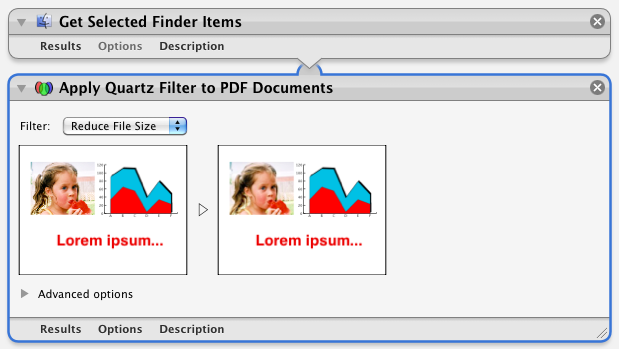 Get Selected Finder Items
Results Options Description
Apply Quartz Filter to PDF Documents
Filter: Reduce File Size
Lorem ipsum... Lorem ipsum...
Advanced options
Results Options Description